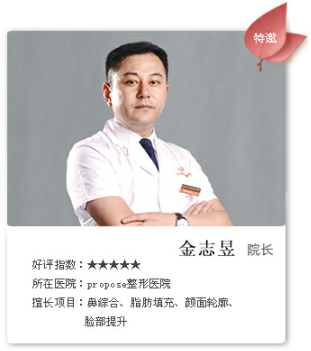 特邀
金志昱 院长
好评指数：★★★★★
所在医院：propose整形医院
擅长项目：鼻综合、脂肪填充、颜面轮廓、
脸部提升